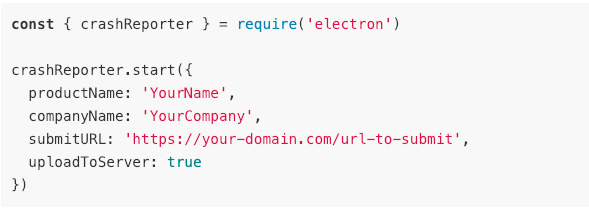 const { crashReporter } = require('electron')

crashReporter.start({
  productName: 'YourName',
  companyName: 'YourCompany',
  submitURL: 'https://your-domain.com/url-to-submit',
  uploadToServer: true
})